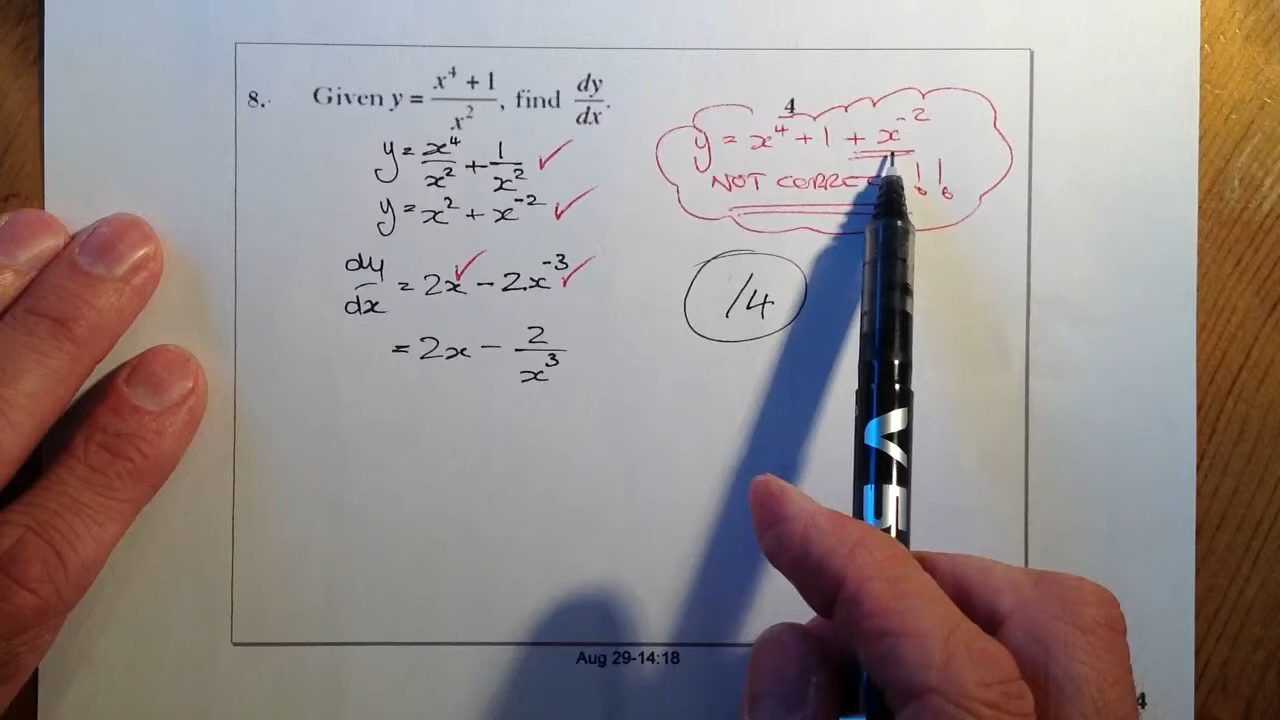 8. Given y = x⁴ + 1 / x², find dy/dx.
4
y = x⁴/x² + 1/x² ✓
y = x² + x⁻² ✓
dy/dx = 2x ✓ - 2x⁻³ ✓
= 2x - 2/x³
y = x⁴ + 1 + x⁻²
NOT !!
/4
V5
Aug 29-14:18
4